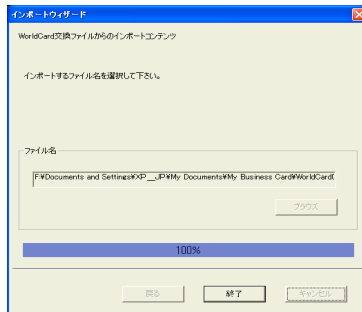 インポートウィザード
WorldCard交換ファイルからのインポートコンテンツ
インポートするファイル名を選択して下さい。
ファイル名
F:¥Documents and Settings¥XP__JP¥My Documents¥My Business Card¥WorldCard(
ブラウズ
100%
戻る
終了
キャンセル